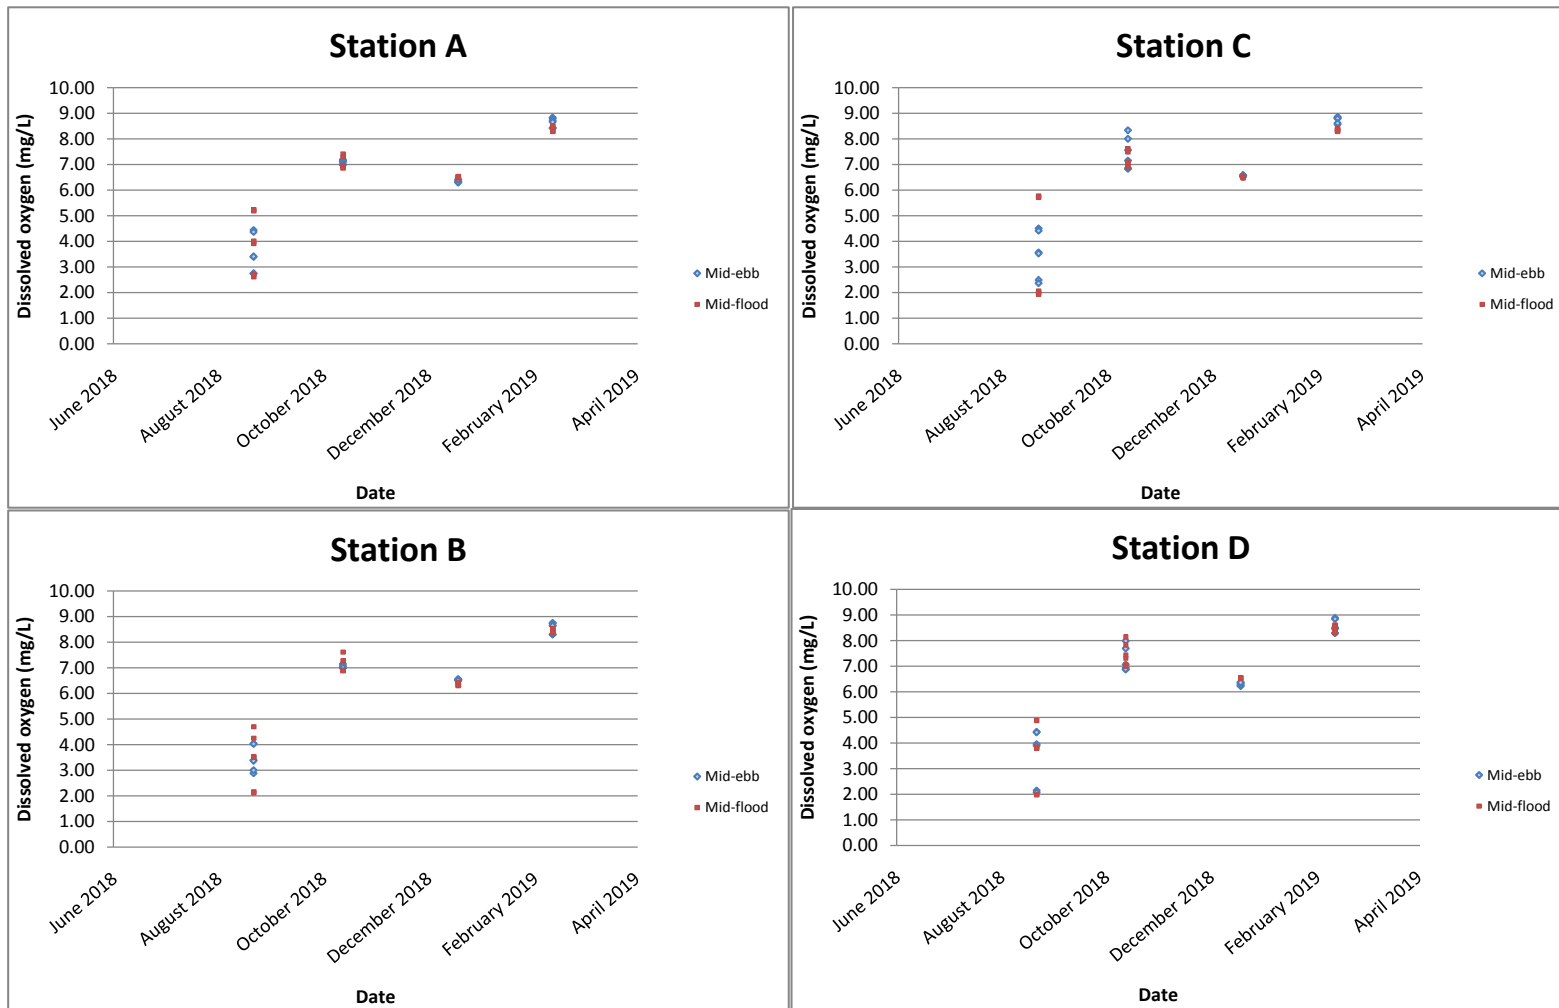 Station A
10.00
9.00
8.00
7.00
6.00
5.00
4.00
3.00
2.00
1.00
0.00
Dissolved oxygen (mg/L)
June 2018
August 2018
October 2018
December 2018
February 2019
April 2019
Date
Mid-ebb
Mid-flood
Station C
10.00
9.00
8.00
7.00
6.00
5.00
4.00
3.00
2.00
1.00
0.00
Dissolved oxygen (mg/L)
June 2018
August 2018
October 2018
December 2018
February 2019
April 2019
Date
Mid-ebb
Mid-flood
Station B
10.00
9.00
8.00
7.00
6.00
5.00
4.00
3.00
2.00
1.00
0.00
Dissolved oxygen (mg/L)
June 2018
August 2018
October 2018
December 2018
February 2019
April 2019
Date
Mid-ebb
Mid-flood
Station D
10.00
9.00
8.00
7.00
6.00
5.00
4.00
3.00
2.00
1.00
0.00
Dissolved oxygen (mg/L)
June 2018
August 2018
October 2018
December 2018
February 2019
April 2019
Date
Mid-ebb
Mid-flood